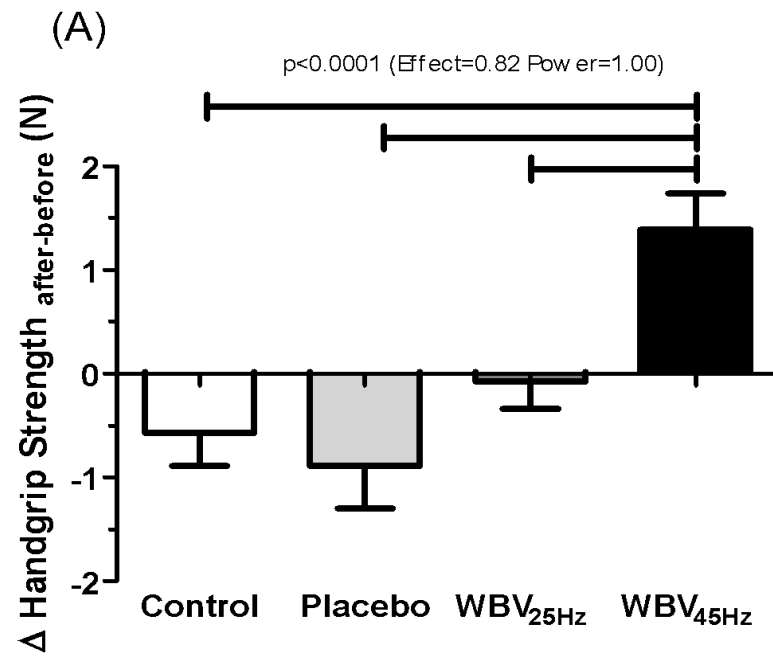 (A)
p<0.0001 (Effect=0.82 Power=1.00)
Δ Handgrip Strength after-before (N)
2
1
0
-1
-2
Control Placebo WBV25Hz WBV45Hz